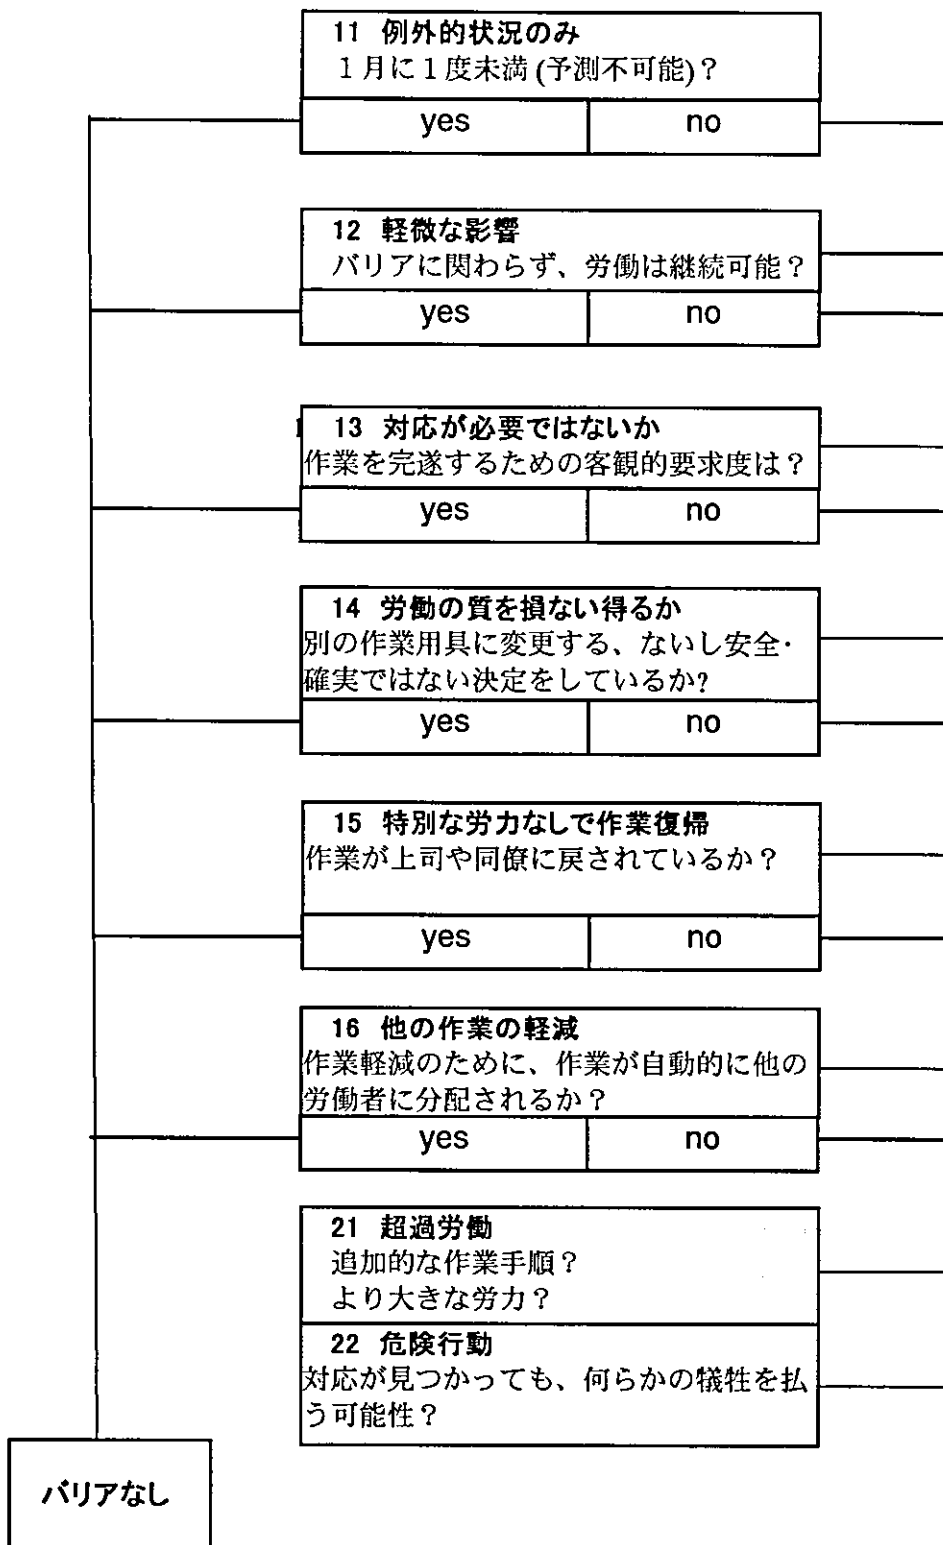 11 例外的状況のみ
1月に1度未満(予測不可能)?
yes no
12 軽微な影響
バリアに関わらず、労働は継続可能?
yes no
13 対応が必要ではないか
作業を完遂するための客観的要求度は?
yes no
14 労働の質を損ない得るか
別の作業用具に変更する、ないし安全・
確実ではない決定をしているか?
yes no
15 特別な労力なしで作業復帰
作業が上司や同僚に戻されているか?
yes no
16 他の作業の軽減
作業軽減のために、作業が自動的に他の
労働者に分配されるか?
yes no
21 超過労働
追加的な作業手順?
より大きな労力?
22 危険行動
対応が見つかっても、何らかの犠牲を払
う可能性?
バリアなし